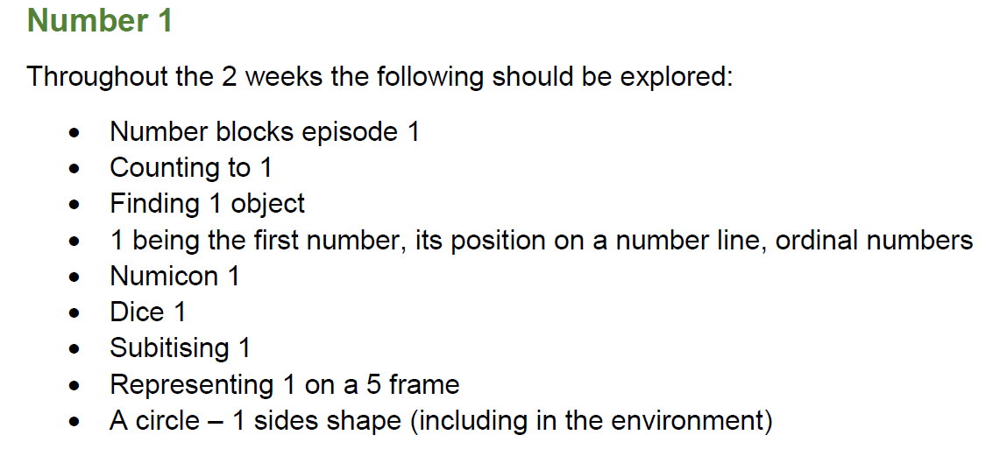 Number 1
Throughout the 2 weeks the following should be explored:
• Number blocks episode 1
• Counting to 1
• Finding 1 object
• 1 being the first number, its position on a number line, ordinal numbers
• Numicon 1
• Dice 1
• Subitising 1
• Representing 1 on a 5 frame
• A circle – 1 sides shape (including in the environment)